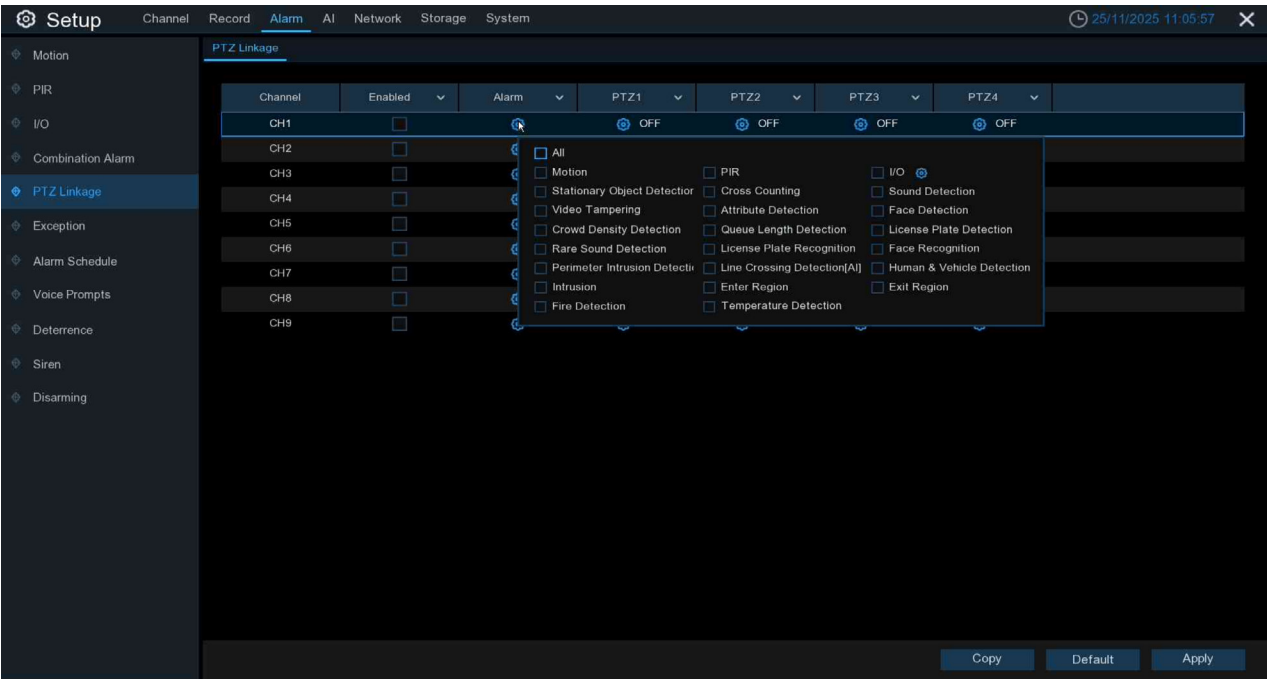 Setup Channel Record Alarm AI Network Storage System 25/11/2025 11:05:57
PTZ Linkage
Motion
PIR
I/O
Combination Alarm
PTZ Linkage
Exception
Alarm Schedule
Voice Prompts
Deterrence
Siren
Disarming
Channel Enabled Alarm PTZ1 PTZ2 PTZ3 PTZ4
CH1 OFF OFF OFF OFF
CH2
CH3
CH4
CH5
CH6
CH7
CH8
CH9
All
Motion PIR I/O
Stationary Object Detection Cross Counting Sound Detection
Video Tampering Attribute Detection Face Detection
Crowd Density Detection Queue Length Detection License Plate Detection
Rare Sound Detection License Plate Recognition Face Recognition
Perimeter Intrusion Detecti Line Crossing Detection[AI] Human & Vehicle Detection
Intrusion Enter Region Exit Region
Fire Detection Temperature Detection
Copy Default Apply